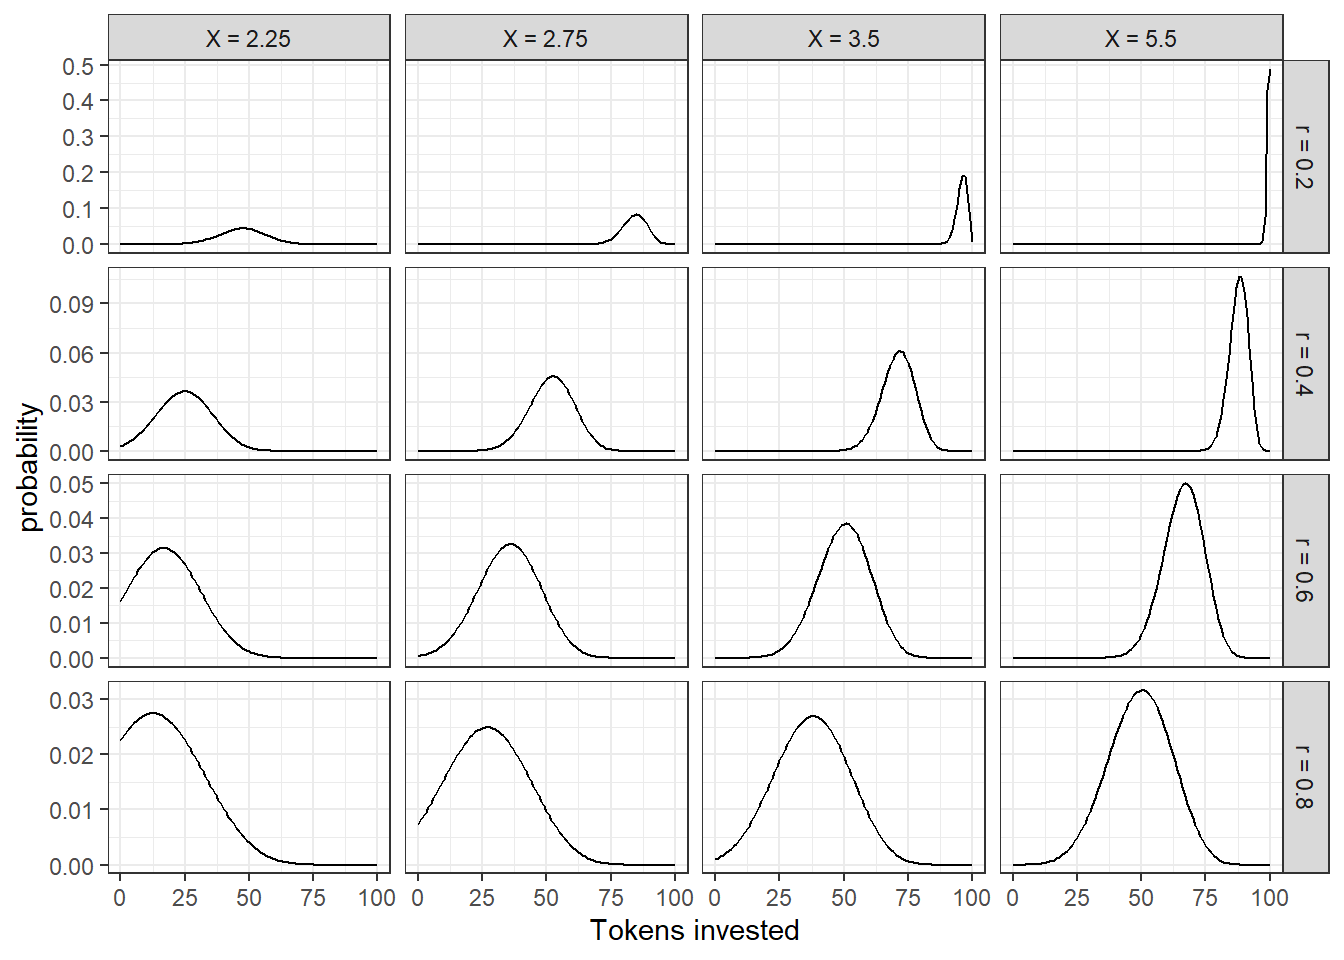 X = 2.25
X = 2.75
X = 3.5
X = 5.5
0.5
0.4
0.3
0.2
0.1
0.0
r = 0.2
0.09
0.06
0.03
0.00
r = 0.4
0.05
0.04
0.03
0.02
0.01
0.00
r = 0.6
0.03
0.02
0.01
0.00
r = 0.8
probability
0 25 50 75 100
0 25 50 75 100
0 25 50 75 100
0 25 50 75 100
Tokens invested